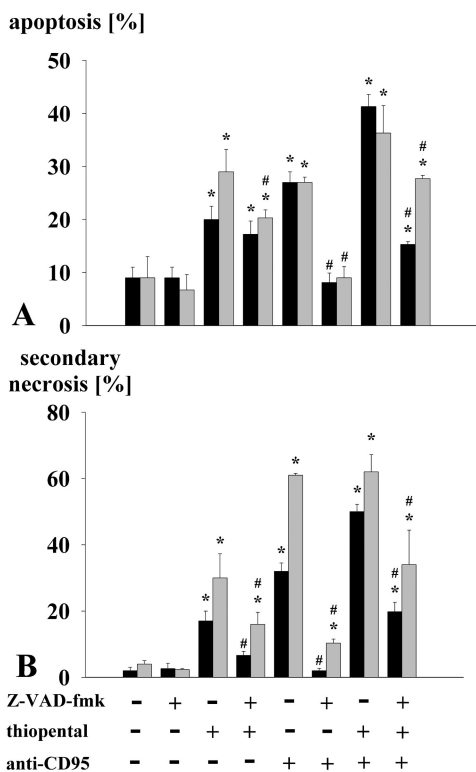 apoptosis [%]
60
50
40
30
20
10
0
A
* * * * # * * * # # * * # * # *
secondary
necrosis [%]
80
60
40
20
0
B
* * # # * * * # # * * * # * # *
Z-VAD-fmk - + - + - + - +
thiopental - - + + - - + +
anti-CD95 - - - - + + + +